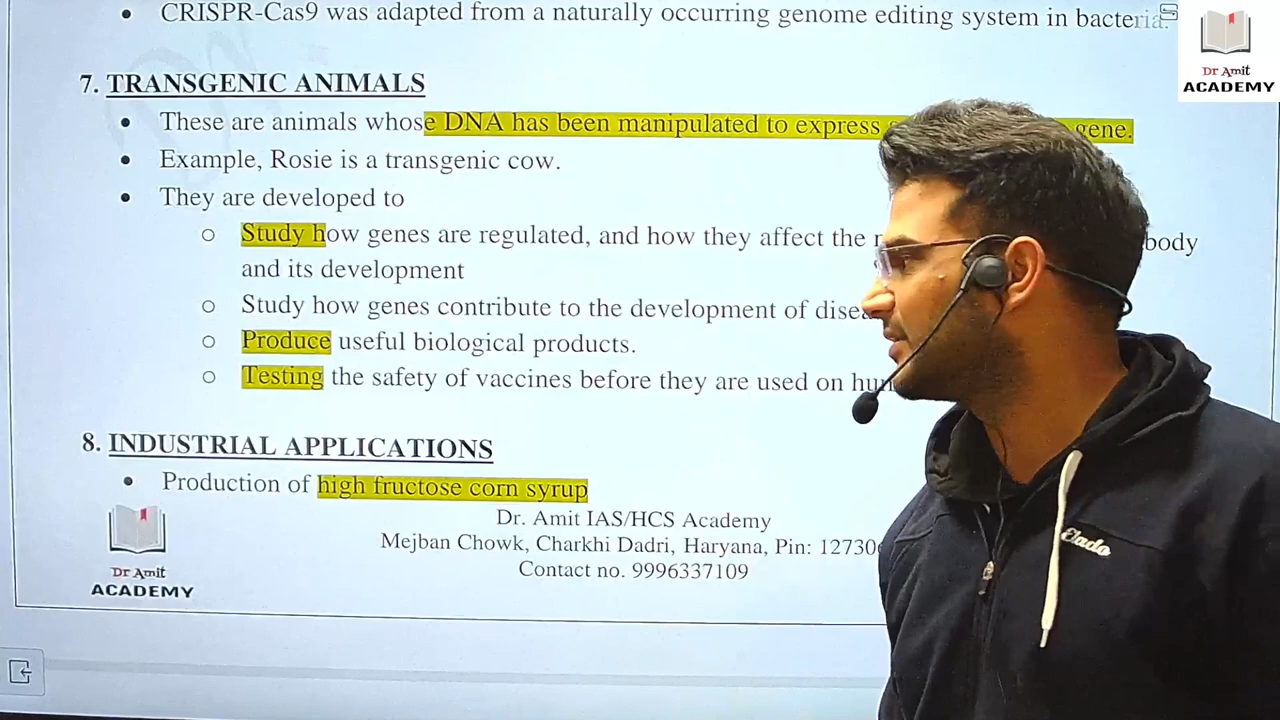 CRISPR-Cas9 was adapted from a naturally occurring genome editing system in bacteria.
Dr Amit
ACADEMY
7. TRANSGENIC ANIMALS
These are animals whose DNA has been manipulated to express gene.
Example, Rosie is a transgenic cow.
They are developed to
Study how genes are regulated, and how they affect the body
and its development
Study how genes contribute to the development of
Produce useful biological products.
Testing the safety of vaccines before they are used on
8. INDUSTRIAL APPLICATIONS
Production of high fructose corn syrup
Dr. Amit IAS/HCS Academy
Mejban Chowk, Charkhi Dadri, Haryana, Pin: 12730
Contact no. 9996337109
Dr Amit
ACADEMY
Elado